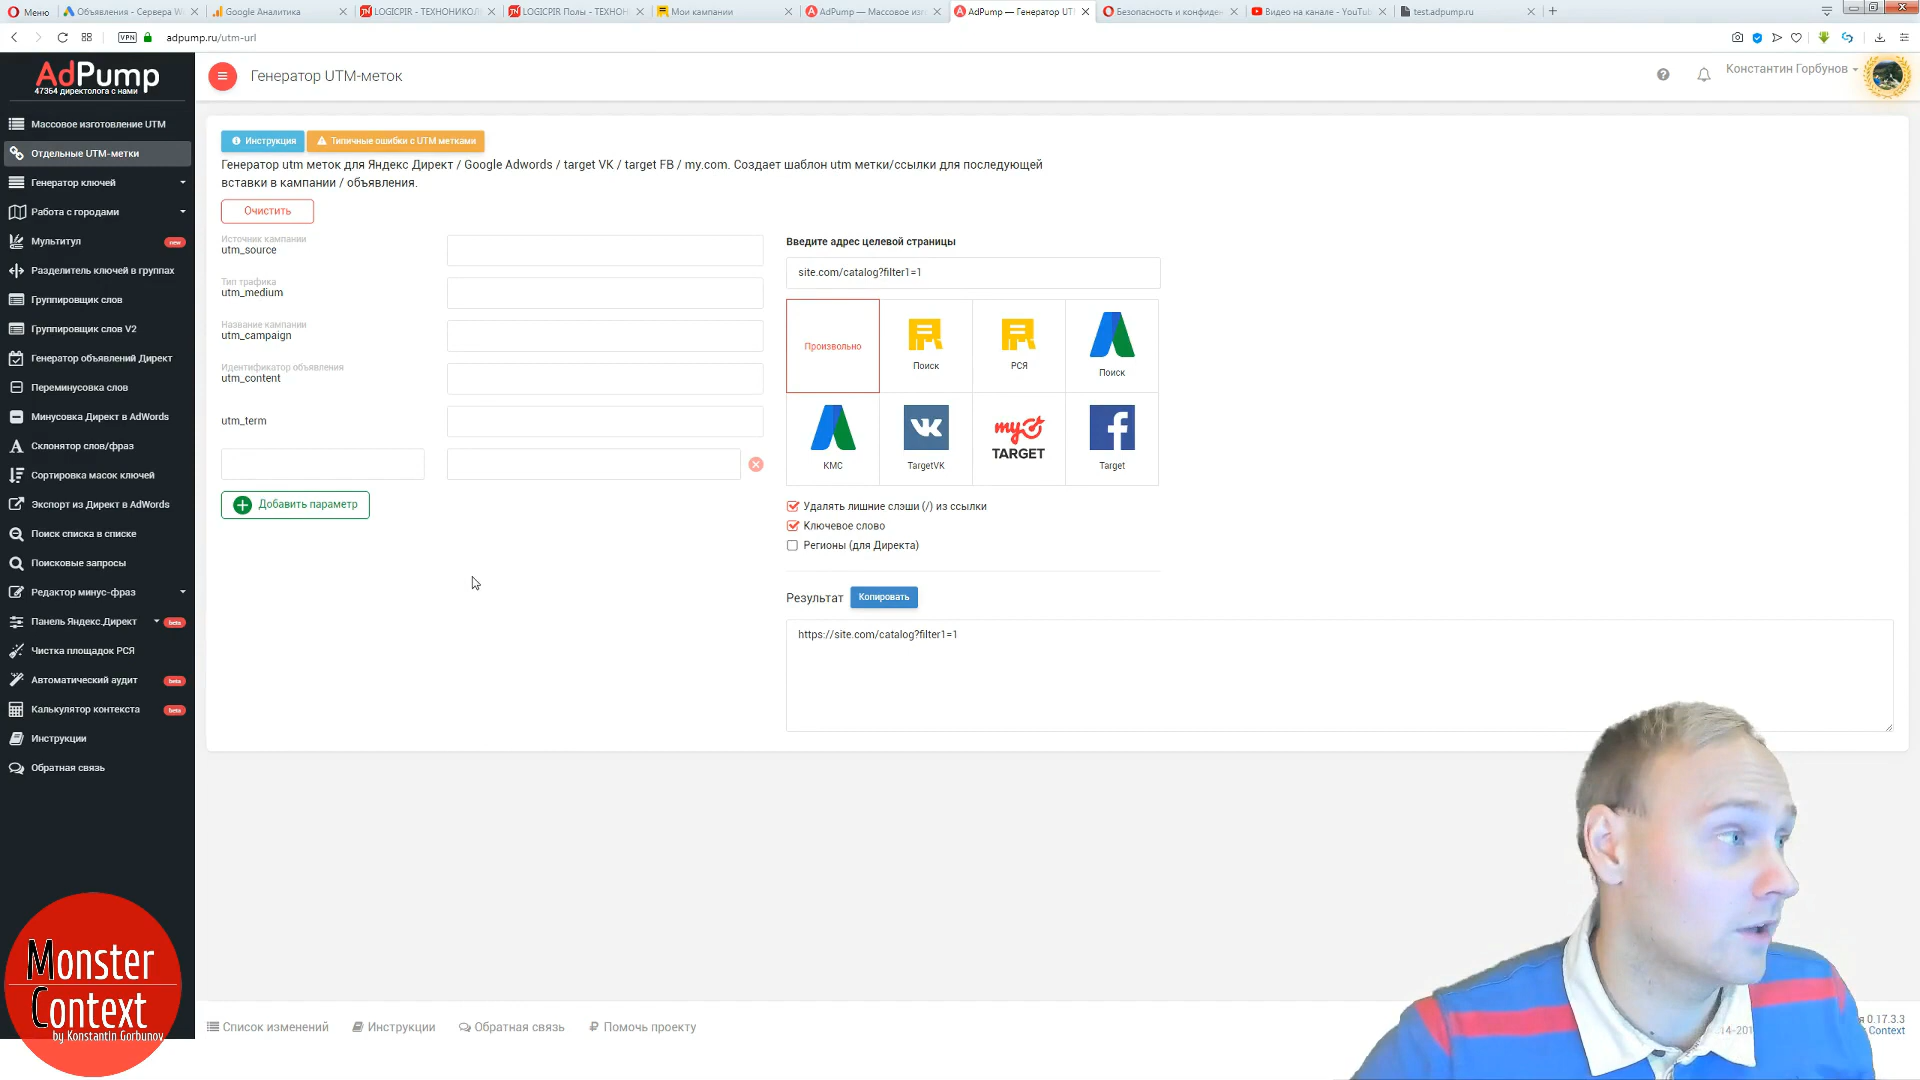 Меню
Объявления - Сервера W
Google Аналитика
LOGICPIR - ТЕХНОНИКОЛ
LOGICPIR Полы - ТЕХНОН
Мои кампании
AdPump — Массовое изг
AdPump — Генератор UT
Безопасность и конфиден
Видео на канале - YouTub
test.adpump.ru
VPN
adpump.ru/utm-url
AdPump
47364 директолога с нами
Генератор UTM-меток
Константин Горбунов
Массовое изготовление UTM
Отдельные UTM-метки
Генератор ключей
Работа с городами
Мультитул
new
Разделитель ключей в группах
Группировщик слов
Группировщик слов V2
Генератор объявлений Директ
Переминусовка слов
Минусовка Директ в AdWords
Склонятор слов/фраз
Сортировка масок ключей
Экспорт из Директ в AdWords
Поиск списка в списке
Поисковые запросы
Редактор минус-фраз
Панель Яндекс.Директ
beta
Чистка площадок РСЯ
Автоматический аудит
beta
Калькулятор контекста
beta
Инструкции
Обратная связь
Инструкция
Типичные ошибки с UTM метками
Генератор utm меток для Яндекс Директ / Google Adwords / target VK / target FB / my.com. Создает шаблон utm метки/ссылки для последующей
вставки в кампании / объявления.
Очистить
Источник кампании
utm_source
Тип трафика
utm_medium
Название кампании
utm_campaign
Идентификатор объявления
utm_content
utm_term
Добавить параметр
Введите адрес целевой страницы
site.com/catalog?filter1=1
Произвольно
Поиск
РСЯ
Поиск
КМС
TargetVK
my
TARGET
Target
Удалять лишние слэши (/) из ссылки
Ключевое слово
Регионы (для Директа)
Результат
Копировать
https://site.com/catalog?filter1=1
Monster
Context
by Konstantin Gorbunov
Список изменений
Инструкции
Обратная связь
Помочь проекту
0.17.3.3
Context